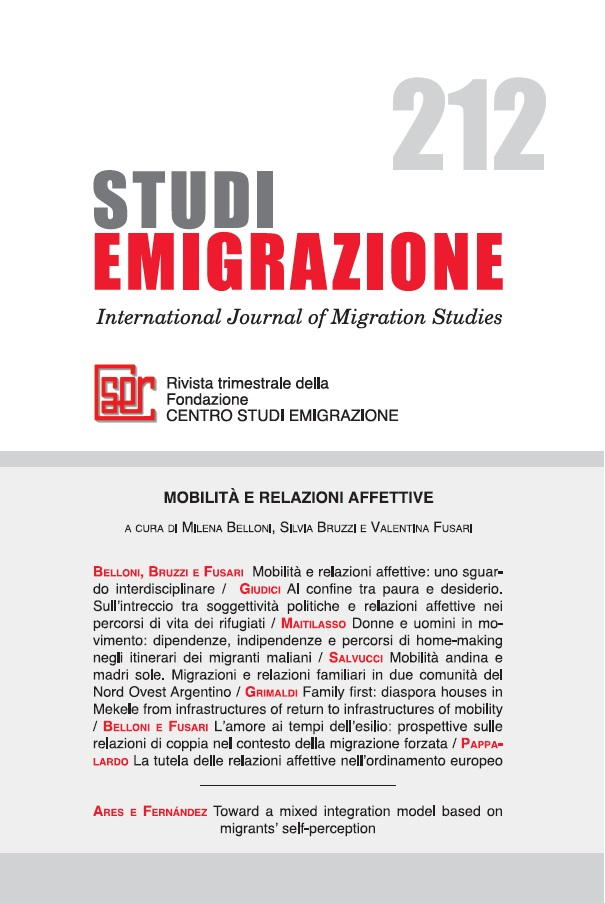 212
STUDI
EMIGRAZIONE
International Journal of Migration Studies
cser
Rivista trimestrale della
Fondazione
CENTRO STUDI EMIGRAZIONE
MOBILITÀ E RELAZIONI AFFETTIVE
A CURA DI MILENA BELLONI, SILVIA BRUZZI E VALENTINA FUSARI
BELLONI, BRUZZI E FUSARI Mobilità e relazioni affettive: uno sguar-
do interdisciplinare / GIUDICI Al confine tra paura e desiderio.
Sull'intreccio tra soggettività politiche e relazioni affettive nei
percorsi di vita dei rifugiati / MAITILASSO Donne e uomini in mo-
vimento: dipendenze, indipendenze e percorsi di home-making
negli itinerari dei migranti maliani / SALVUCCI Mobilità andina e
madri sole. Migrazioni e relazioni familiari in due comunità del
Nord Ovest Argentino / GRIMALDI Family first: diaspora houses in
Mekele from infrastructures of return to infrastructures of mobility
/ BELLONI E FUSARI L'amore ai tempi dell'esilio: prospettive sulle
relazioni di coppia nel contesto della migrazione forzata / PAPPA-
LARDO La tutela delle relazioni affettive nell'ordinamento europeo
ARES E FERNÁNDEZ Toward a mixed integration model based on
migrants' self-perception